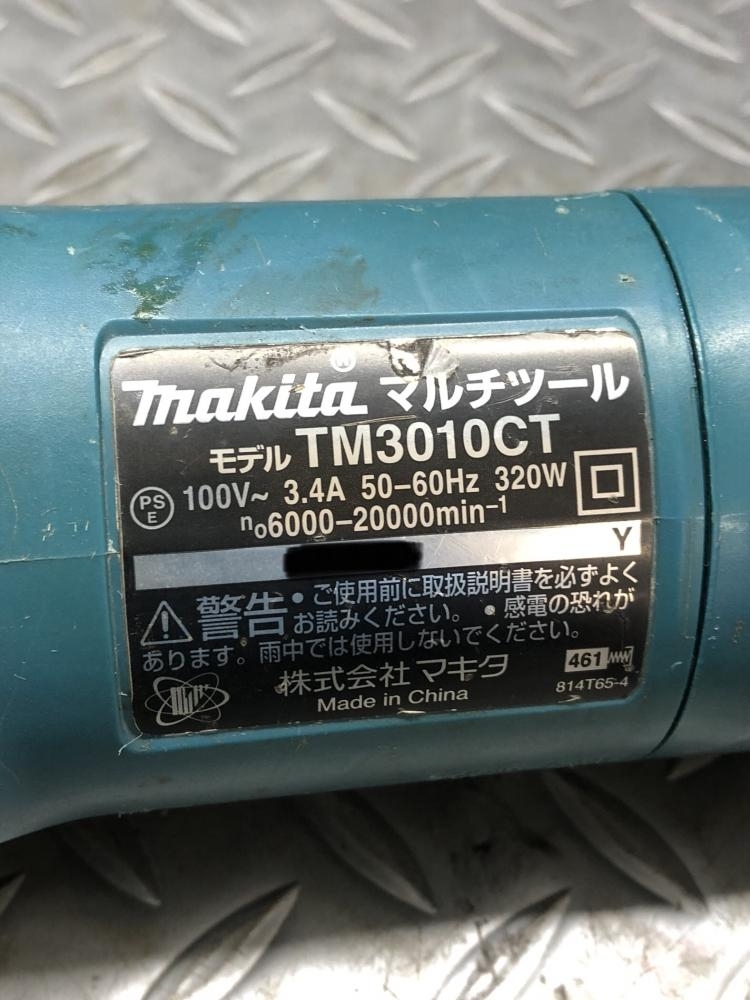 makita マルチツール
モデル TM3010CT
PS
E
100V~ 3.4A 50-60Hz 320W
n₀6000-20000min⁻¹
Y
警告 • ご使用前に取扱説明書を必ずよく
お読みください。 • 感電の恐れが
あります。雨中では使用しないでください。
株式会社 マキタ
461
Made in China
814T65-4